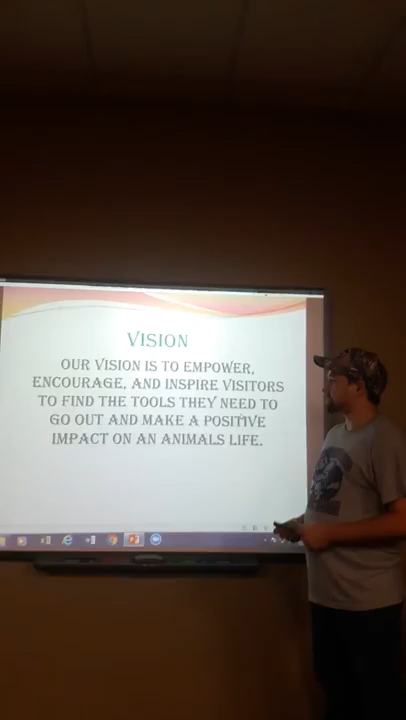 VISION
OUR VISION IS TO EMPOWER,
ENCOURAGE, AND INSPIRE VISITORS
TO FIND THE TOOLS THEY NEED TO
GO OUT AND MAKE A POSITIVE
IMPACT ON AN ANIMALS LIFE.